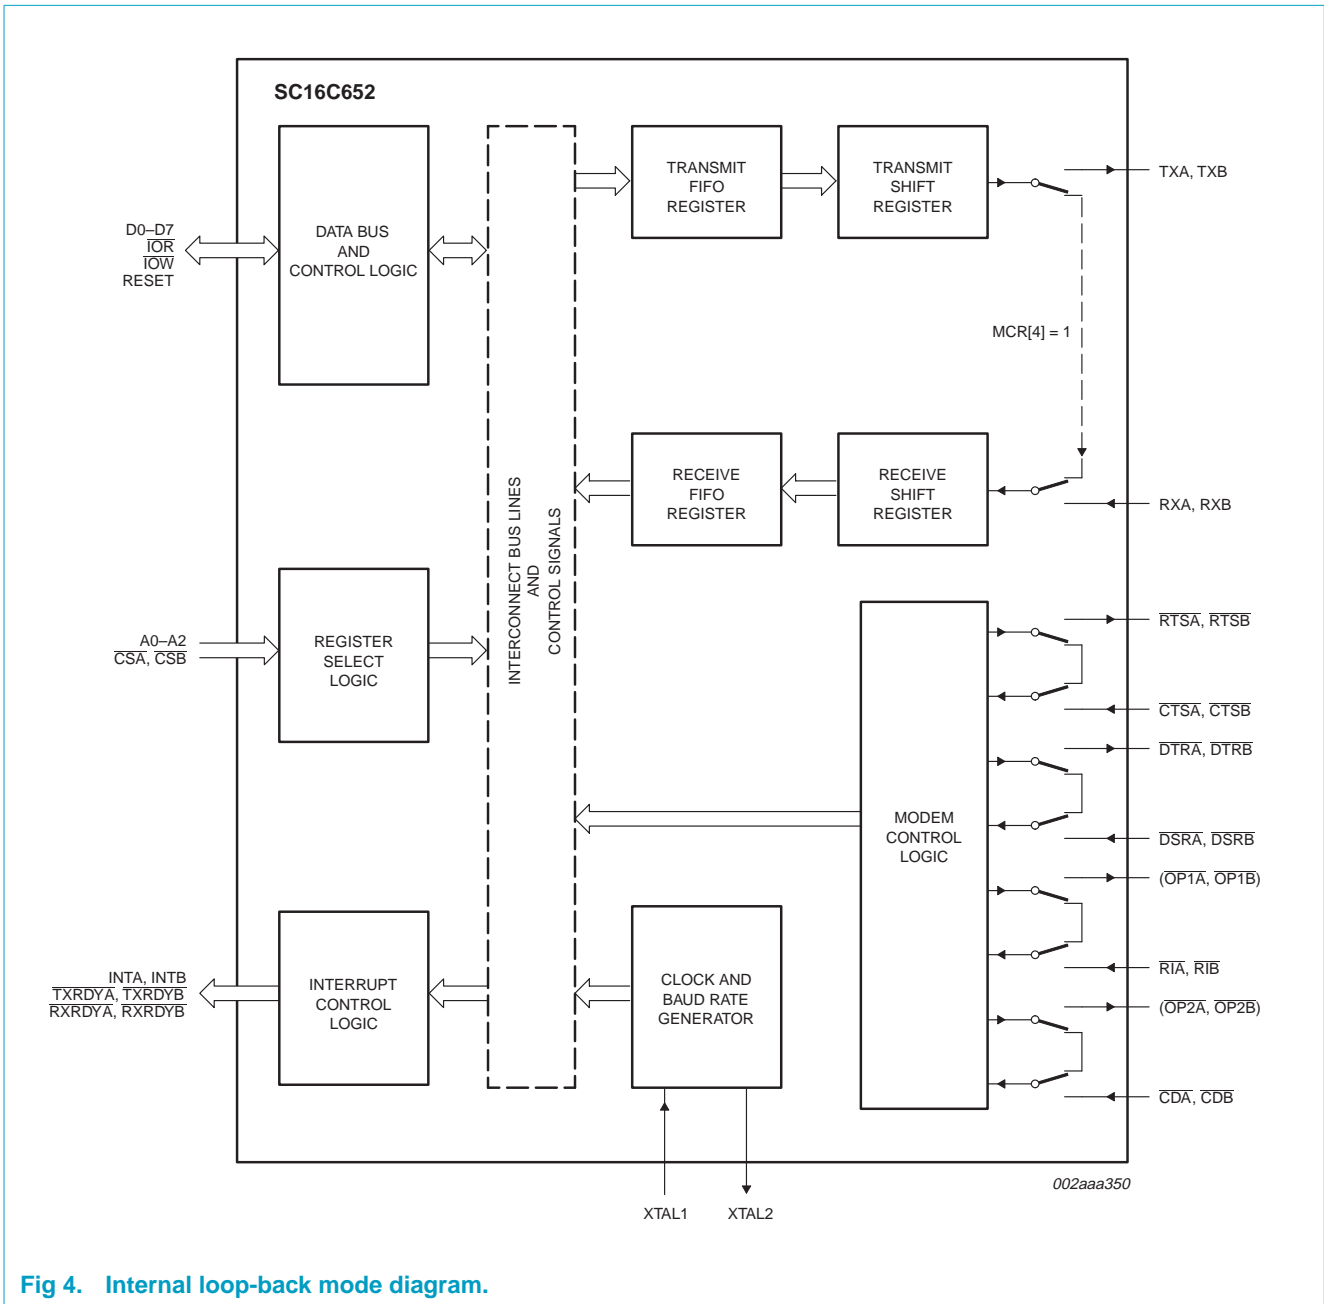 SC16C652
DATA BUS
AND
CONTROL LOGIC
D0–D7
IOR
IOW
RESET
TRANSMIT
FIFO
REGISTER
TRANSMIT
SHIFT
REGISTER
TXA, TXB
MCR[4] = 1
RECEIVE
FIFO
REGISTER
RECEIVE
SHIFT
REGISTER
RXA, RXB
INTERCONNECT BUS LINES
AND
CONTROL SIGNALS
A0–A2
CSA, CSB
REGISTER
SELECT
LOGIC
RTSA, RTSB
CTSA, CTSB
DTRA, DTRB
MODEM
CONTROL
LOGIC
DSRA, DSRB
(OP1A, OP1B)
RIA, RIB
(OP2A, OP2B)
CDA, CDB
INTA, INTB
TXRDYA, TXRDYB
RXRDYA, RXRDYB
INTERRUPT
CONTROL
LOGIC
CLOCK AND
BAUD RATE
GENERATOR
XTAL1
XTAL2
002aaa350
Fig 4. Internal loop-back mode diagram.